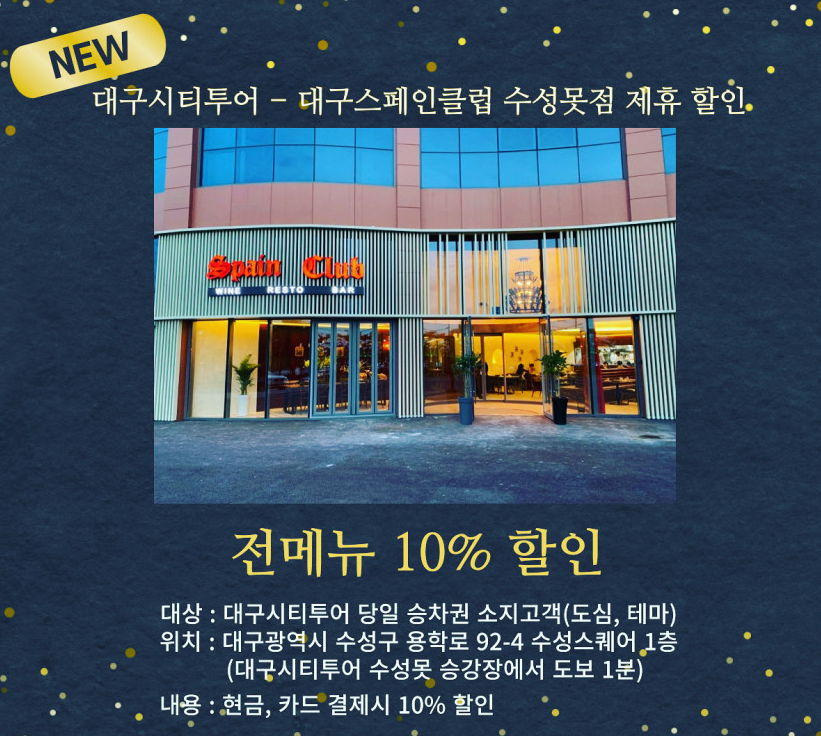 NEW
대구시티투어 - 대구스페인클럽 수성못점 제휴 할인
Spain Club
WINE RESTO BAR
전메뉴 10% 할인
대상 : 대구시티투어 당일 승차권 소지고객(도심, 테마)
위치 : 대구광역시 수성구 용학로 92-4 수성스퀘어 1층
(대구시티투어 수성못 승강장에서 도보 1분)
내용 : 현금, 카드 결제시 10% 할인